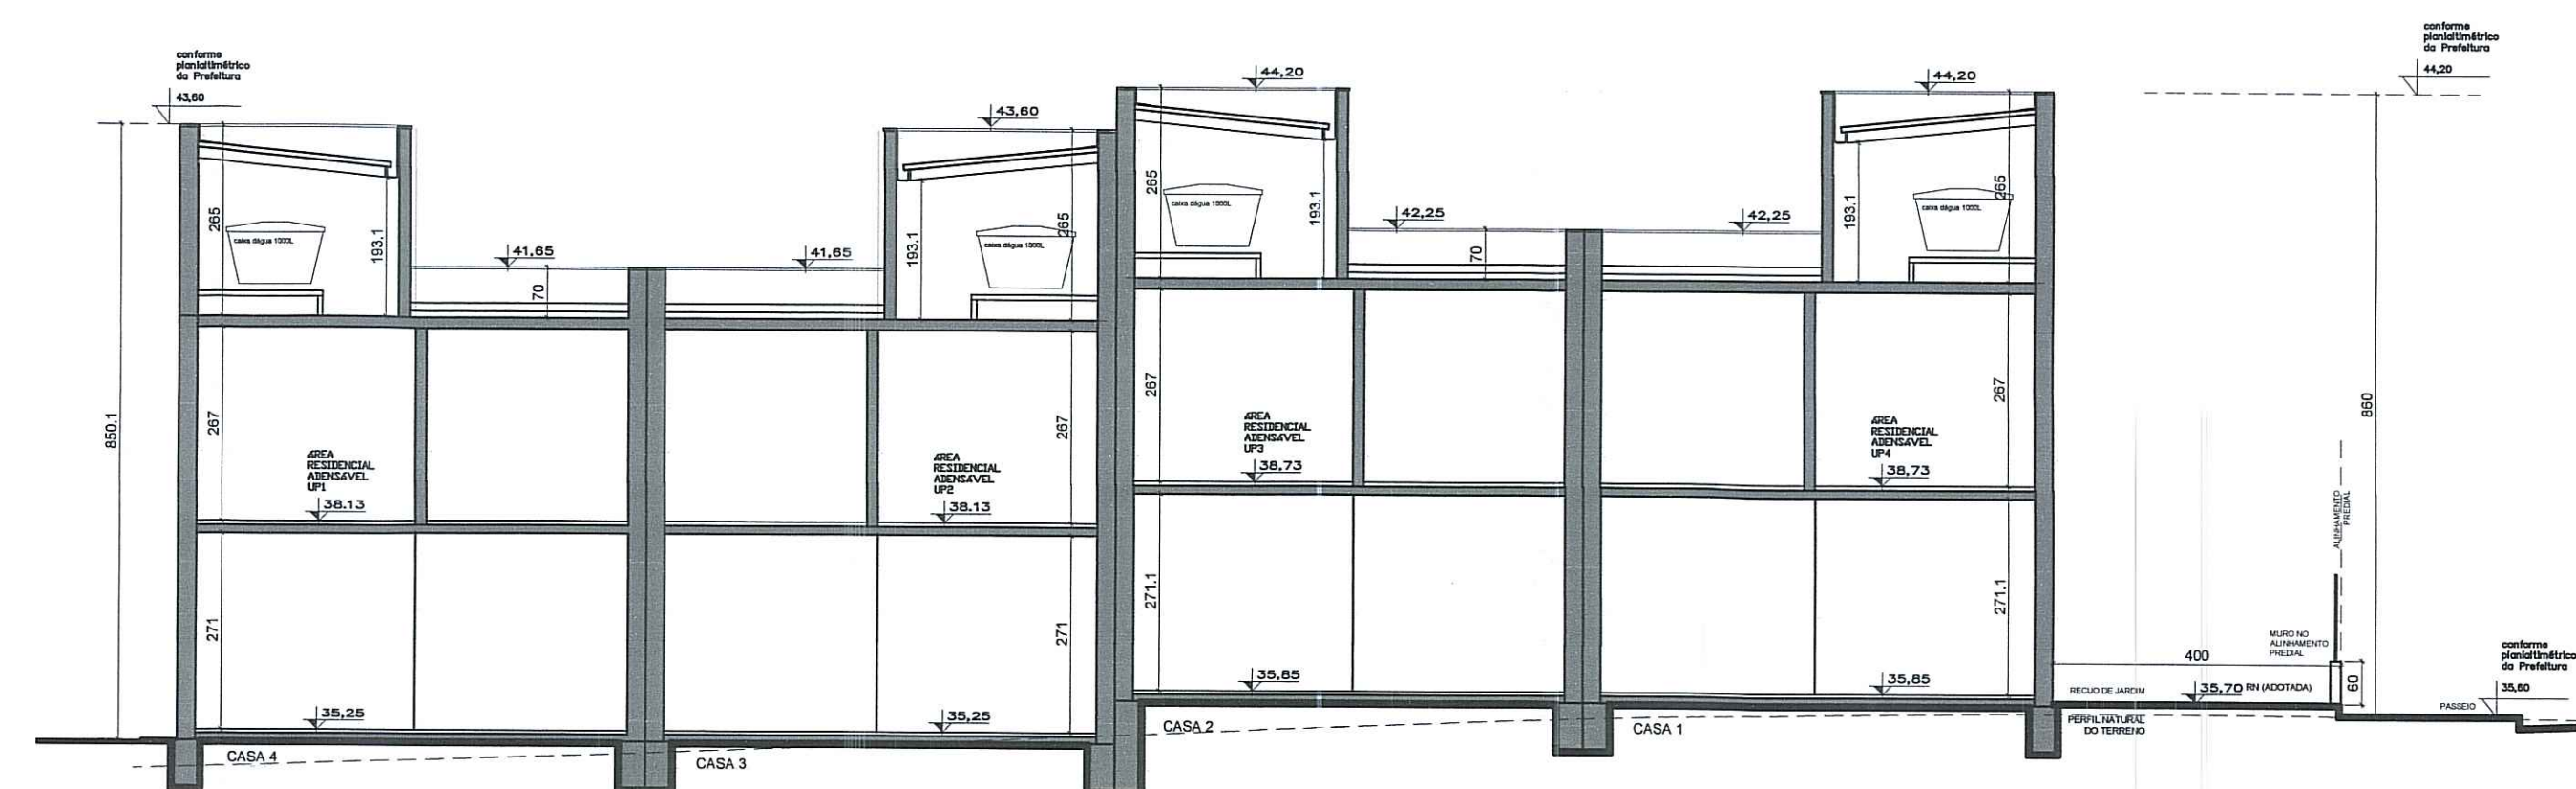 conforme
planialtimétrico
da Prefeitura
43,60
850.1
265
caixa dágua 1000L
193.1
41,65
70
41,65
43,60
193.1
265
caixa dágua 1000L
267
ÁREA
RESIDENCIAL
ADENSÁVEL
UP1
38.13
ÁREA
RESIDENCIAL
ADENSÁVEL
UP2
38.13
267
271
35,25
35,25
271
CASA 4
CASA 3
44,20
265
caixa dágua 1000L
193.1
42,25
70
42,25
44,20
193.1
265
caixa dágua 1000L
267
ÁREA
RESIDENCIAL
ADENSÁVEL
UP3
38,73
ÁREA
RESIDENCIAL
ADENSÁVEL
UP4
38,73
267
271.1
35,85
35,85
271.1
CASA 2
CASA 1
conforme
planialtimétrico
da Prefeitura
44,20
860
ALINHAMENTO
PREDIAL
MURO NO
ALINHAMENTO
PREDIAL
400
60
RECUO DE JARDIM
35,70 RN (ADOTADA)
PERFIL NATURAL
DO TERRENO
conforme
planialtimétrico
da Prefeitura
35,60
PASSEIO